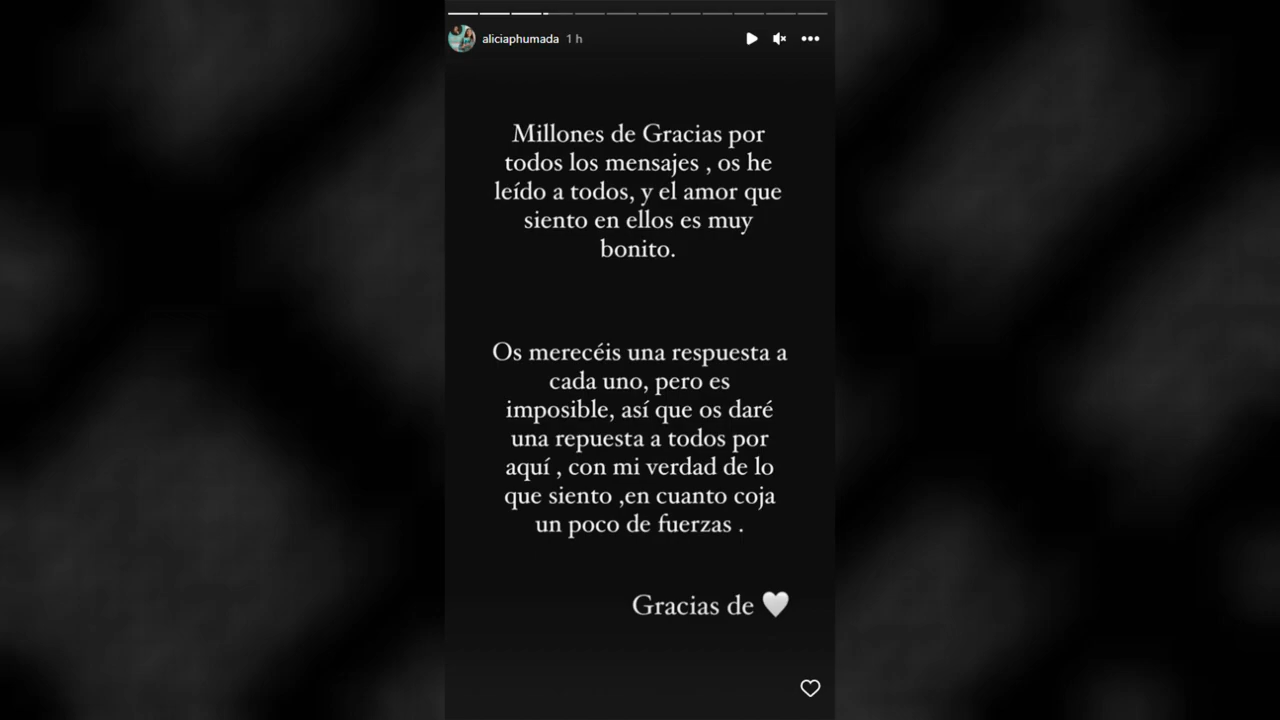 aliciaphumada 1 h
Millones de Gracias por
todos los mensajes , os he
leído a todos, y el amor que
siento en ellos es muy
bonito.
Os merecéis una respuesta a
cada uno, pero es
imposible, así que os daré
una repuesta a todos por
aquí , con mi verdad de lo
que siento ,en cuanto coja
un poco de fuerzas .
Gracias de 🤍